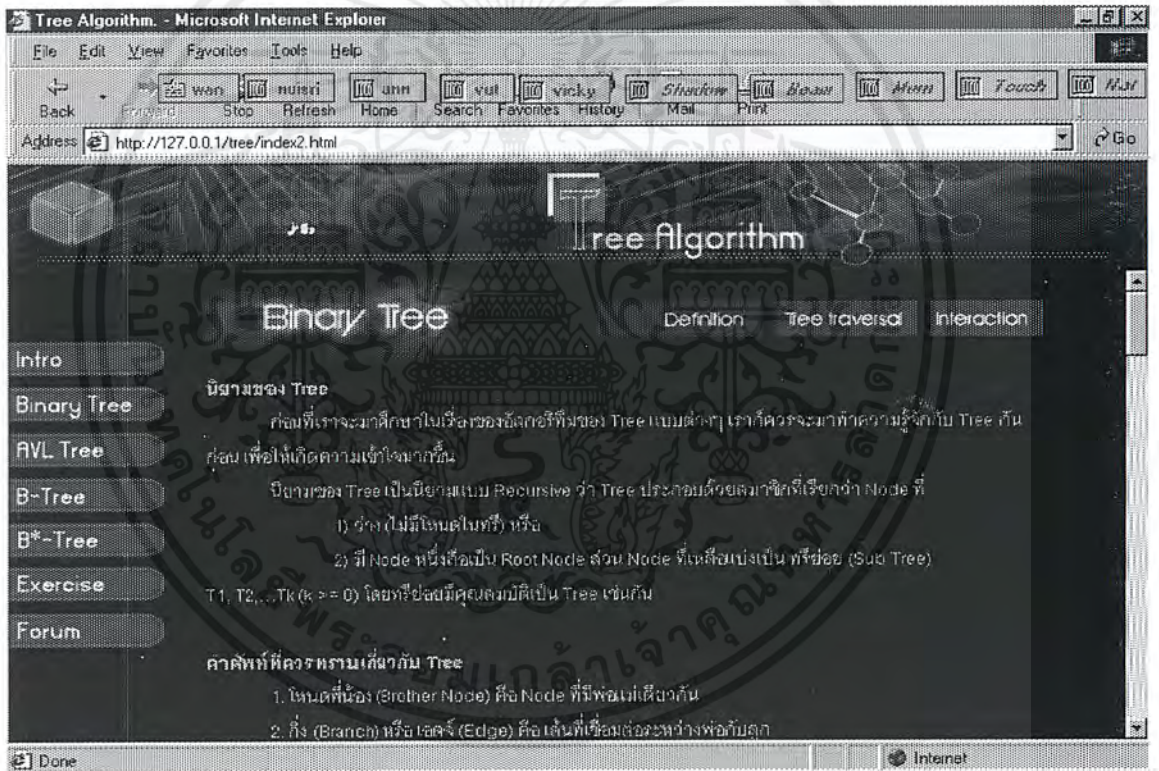 Tree Algorithm. - Microsoft Internet Explorer
File Edit View Favorites Tools Help
wan nuisri ann vut vicky Shadow Touch
Back Forward Stop Refresh Home Search Favorites History Mail Print
Address http://127.0.0.1/tree/index2.html Go
Tree Algorithm
Binary Tree Definition Tree traversal Interaction
Intro
Binary Tree
AVL Tree
B-Tree
B*-Tree
Exercise
Forum
นิยามของ Tree
ก่อนที่เราจะมาศึกษาในเรื่องของอัลกอริทึมของ Tree แบบต่างๆ เราก็ควรจะมาทำความรู้จักกับ Tree กัน
ก่อน เพื่อให้เกิดความเข้าใจมากขึ้น
นิยามของ Tree เป็นนิยามแบบ Recursive ว่า Tree ประกอบด้วยสมาชิกที่เรียกว่า Node ที่
1) ว่าง (ไม่มีโหนดในทรี) หรือ
2) มี Node หนึ่งถือเป็น Root Node ส่วน Node ที่เหลือแบ่งเป็น ทรีย่อย (Sub Tree)
T1, T2,...Tk (k >= 0) โดยทรีย่อยมีคุณสมบัติเป็น Tree เช่นกัน
คำศัพท์ที่ควรทราบเกี่ยวกับ Tree
1. โหนดพี่น้อง (Brother Node) คือ Node ที่มีพ่อแม่เดียวกัน
2. กิ่ง (Branch) หรือ เอดจ์ (Edge) คือ เส้นที่เชื่อมต่อระหว่างพ่อกับลูก
Done Internet